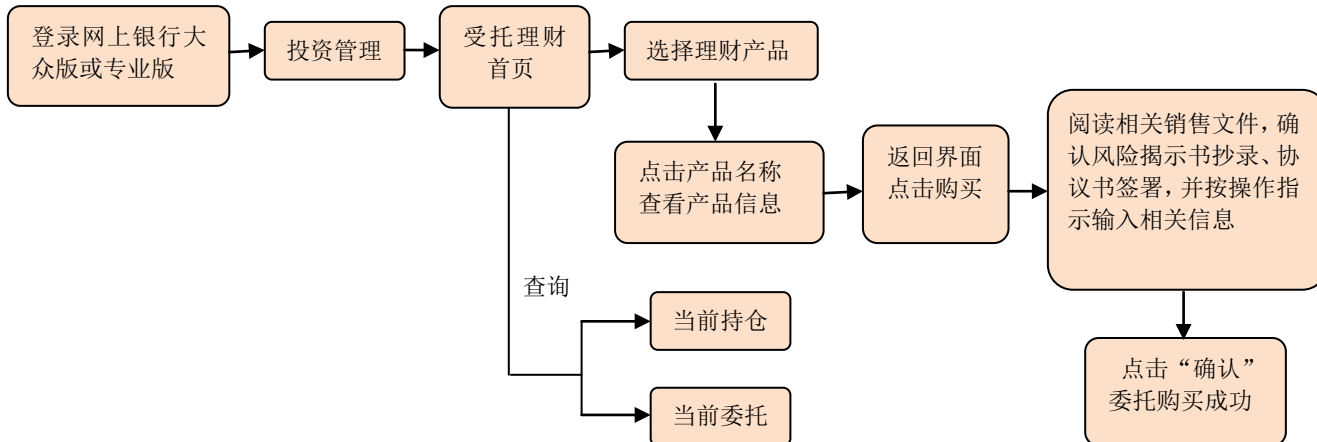 登录网上银行大
众版或专业版
投资管理
受托理财
首页
选择理财产品
点击产品名称
查看产品信息
返回界面
点击购买
阅读相关销售文件，确
认风险揭示书抄录、协
议书签署，并按操作指
示输入相关信息
查询
当前持仓
当前委托
点击“确认”
委托购买成功